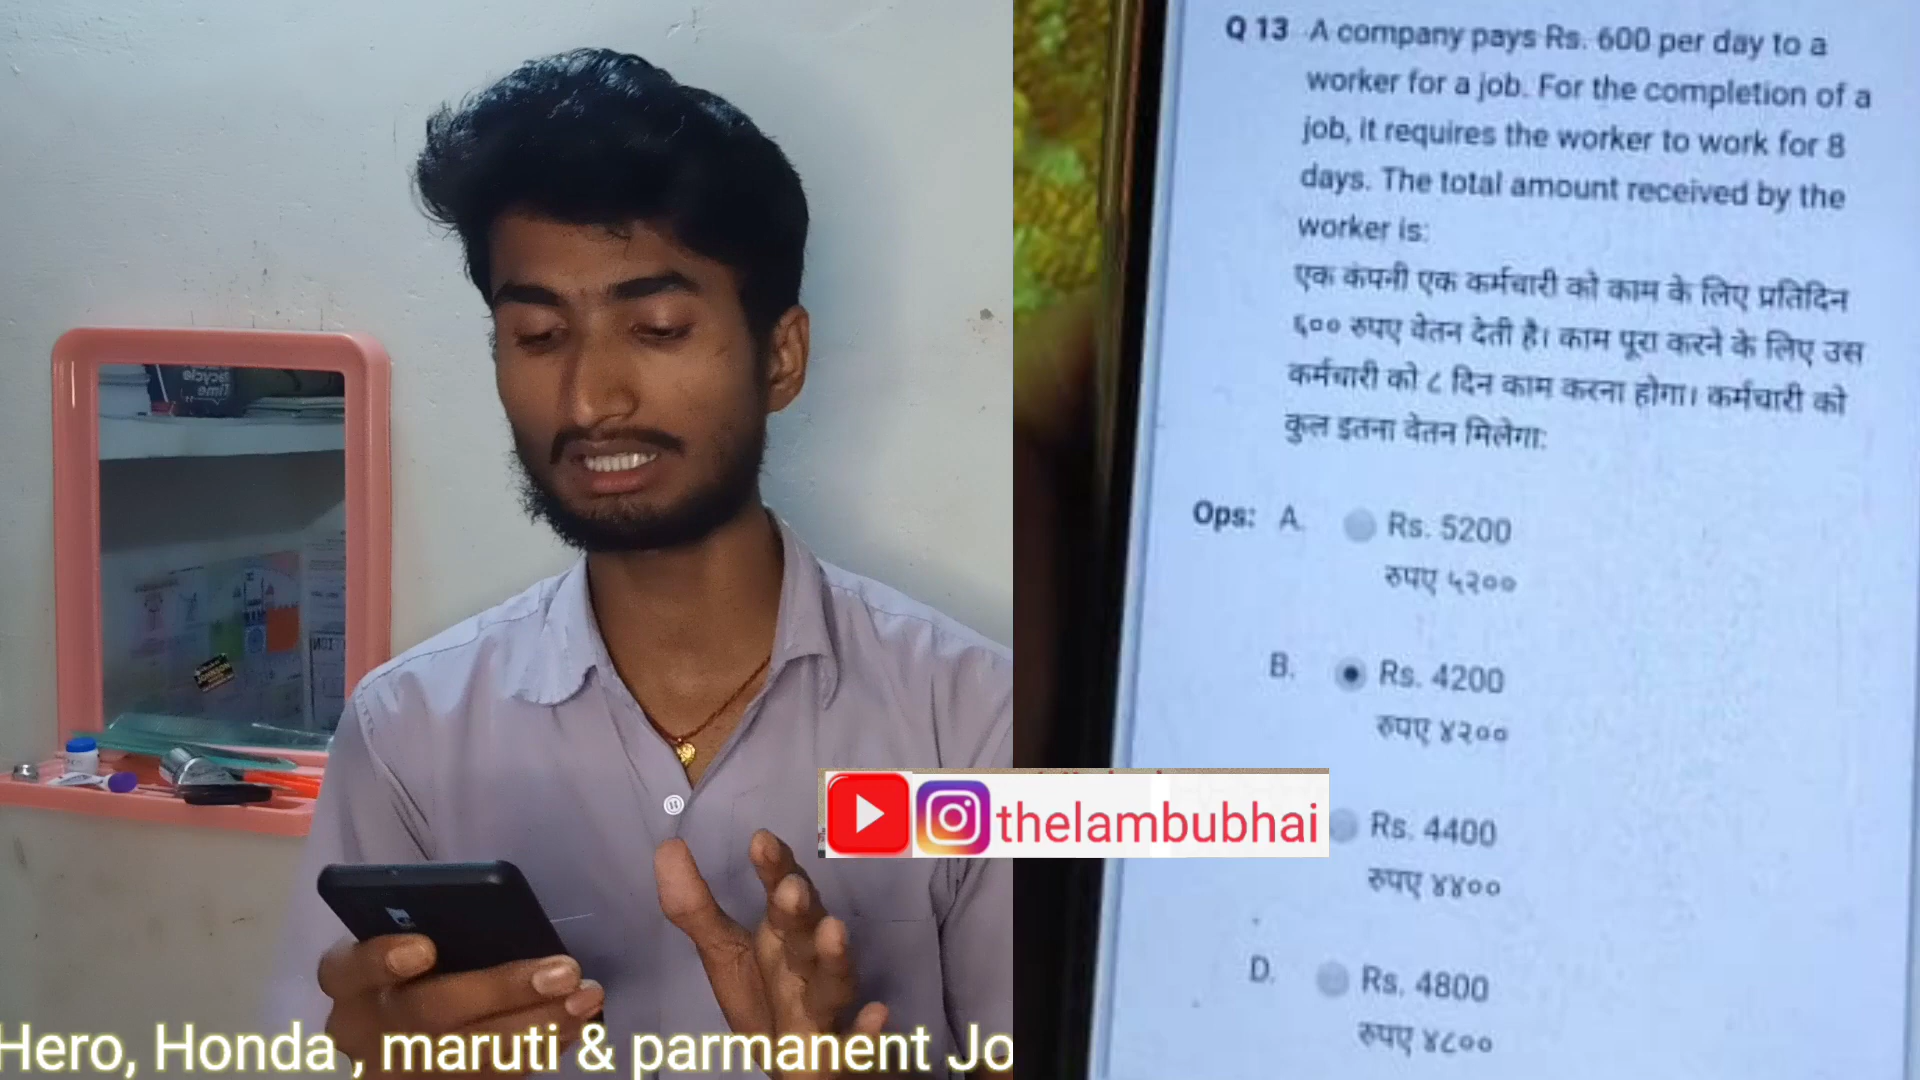 Q 13 A company pays Rs. 600 per day to a
worker for a job. For the completion of a
job, it requires the worker to work for 8
days. The total amount received by the
worker is:
एक कंपनी एक कर्मचारी को काम के लिए प्रतिदिन
६०० रुपए वेतन देती है। काम पूरा करने के लिए उस
कर्मचारी को ८ दिन काम करना होगा। कर्मचारी को
कुल इतना वेतन मिलेगा:
Ops: A. Rs. 5200
रुपए ५२००
B. Rs. 4200
रुपए ४२००
Rs. 4400
रुपए ४४००
D. Rs. 4800
रुपए ४८००
thelambubhai
Hero, Honda , maruti & parmanent Jo